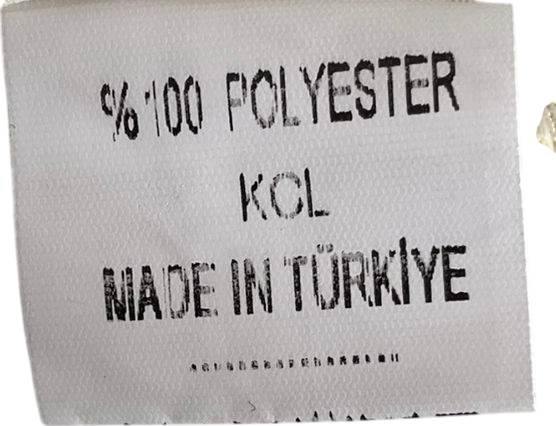 %100 POLYESTER
KCL
MADE IN TÜRKİYE